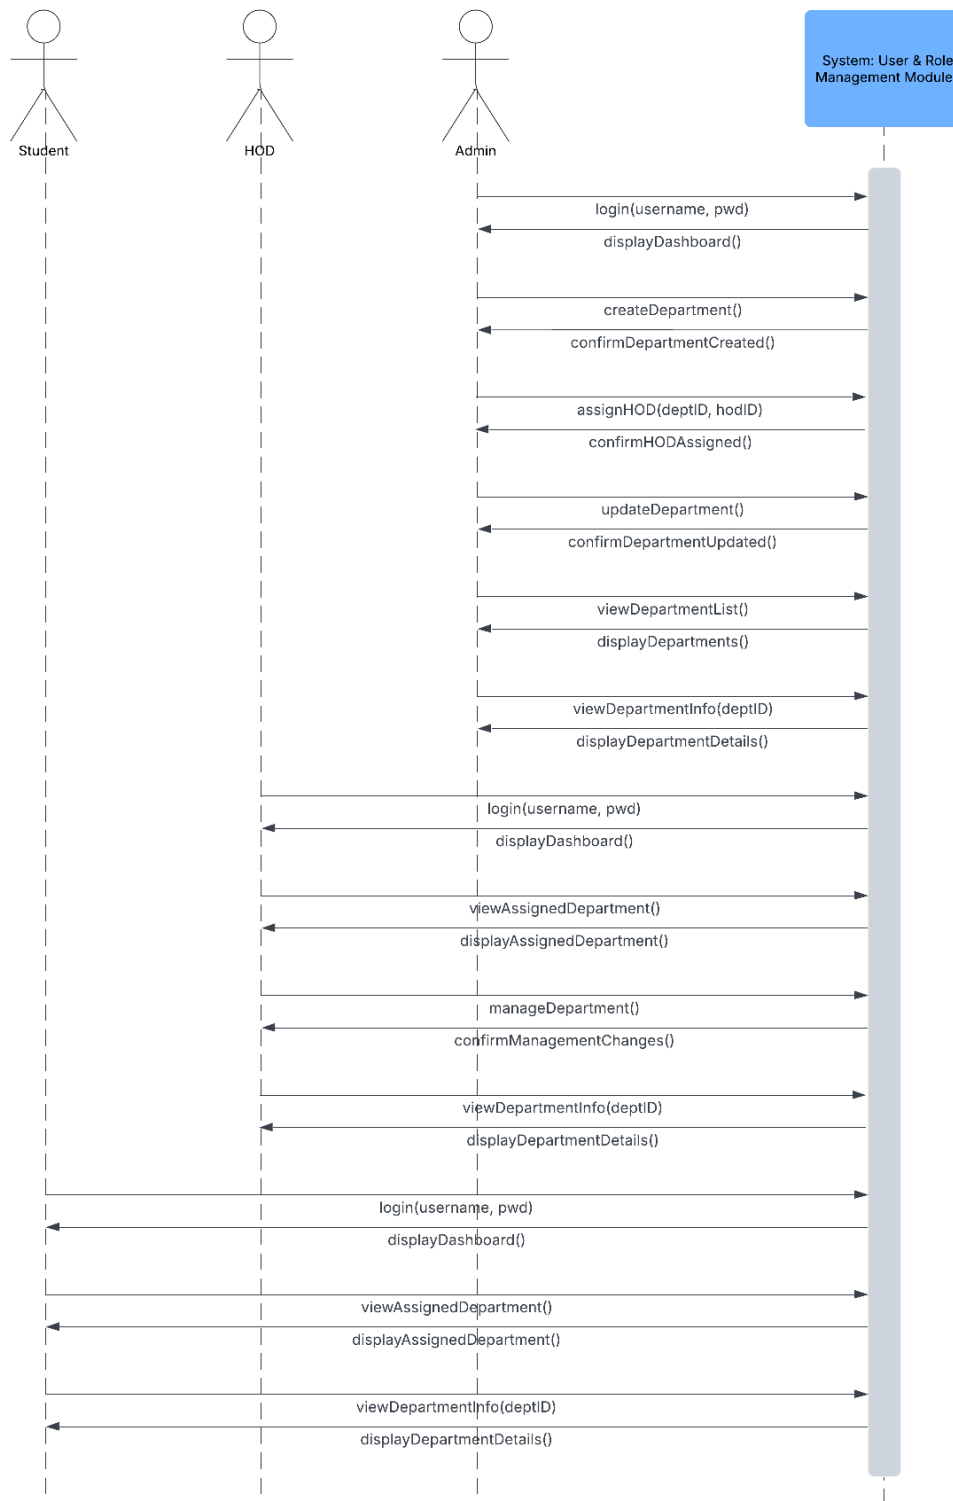 System: User & Role
Management Module
Student
HOD
Admin
login(username, pwd)
displayDashboard()
createDepartment()
confirmDepartmentCreated()
assignHOD(deptID, hodID)
confirmHODAssigned()
updateDepartment()
confirmDepartmentUpdated()
viewDepartmentList()
displayDepartments()
viewDepartmentInfo(deptID)
displayDepartmentDetails()
login(username, pwd)
displayDashboard()
viewAssignedDepartment()
displayAssignedDepartment()
manageDepartment()
confirmManagementChanges()
viewDepartmentInfo(deptID)
displayDepartmentDetails()
login(username, pwd)
displayDashboard()
viewAssignedDepartment()
displayAssignedDepartment()
viewDepartmentInfo(deptID)
displayDepartmentDetails()